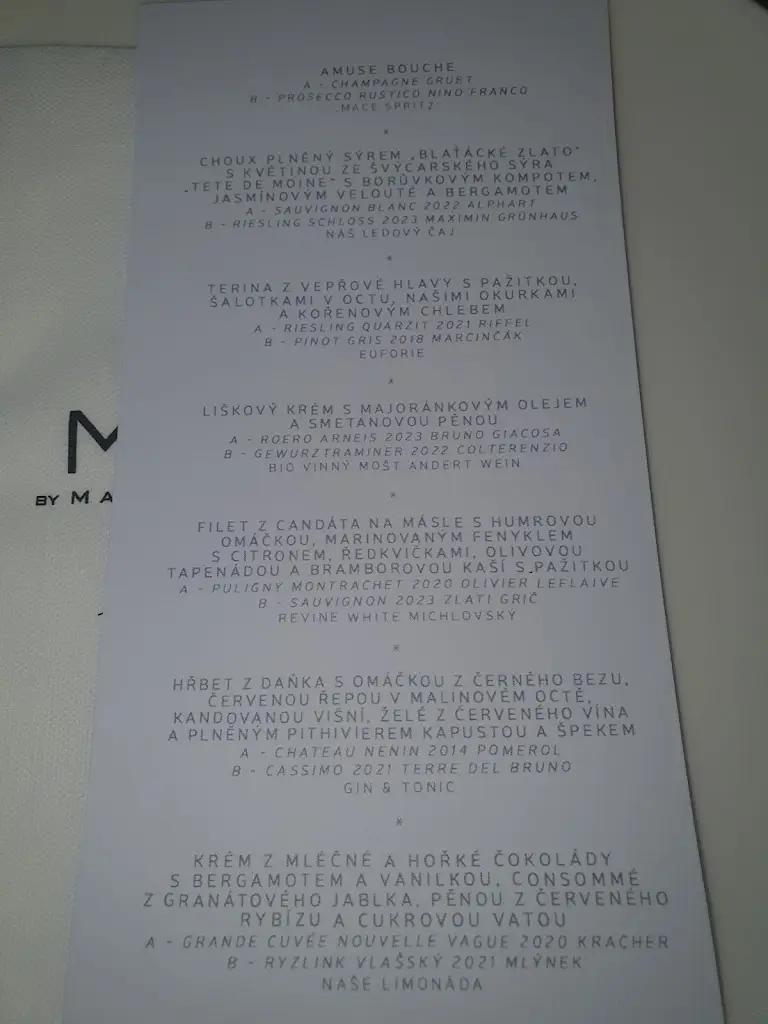 AMUSE BOUCHE
A - CHAMPAGNE GRUET
B - PROSECCO RUSTICO NINO FRANCO
MACE SPRITZ
*
CHOUX PLNĚNÝ SÝREM „BLAŤÁCKÉ ZLATO“
S KVĚTINOU ZE ŠVÝCARSKÉHO SÝRA
„TETE DE MOINE“ S BORŮVKOVÝM KOMPOTEM,
JASMÍNOVÝM VELOUTÉ A BERGAMOTEM
A - SAUVIGNON BLANC 2022 ALPHART
B - RIESLING SCHLOSS 2023 MAXIMIN GRÜNHAUS
NÁŠ LEDOVÝ ČAJ
*
TERINA Z VEPŘOVÉ HLAVY S PAŽITKOU,
ŠALOTKAMI V OCTU, NAŠIMI OKURKAMI
A KOŘENOVÝM CHLEBEM
A - RIESLING QUARZIT 2021 RIFFEL
B - PINOT GRIS 2018 MARCINČÁK
EUFORIE
*
LIŠKOVÝ KRÉM S MAJORÁNKOVÝM OLEJEM
A SMETANOVOU PĚNOU
A - ROERO ARNEIS 2023 BRUNO GIACOSA
B - GEWURZTRAMINER 2022 COLTERENZIO
BIO VINNÝ MOŠT ANDERT WEIN
*
FILET Z CANDÁTA NA MÁSLE S HUMROVOU
OMÁČKOU, MARINOVANÝM FENYKLEM
S CITRONEM, ŘEDKVIČKAMI, OLIVOVOU
TAPENÁDOU A BRAMBOROVOU KAŠÍ S PAŽITKOU
A - PULIGNY MONTRACHET 2020 OLIVIER LEFLAIVE
B - SAUVIGNON 2023 ZLATI GRIČ
REVINE WHITE MICHLOVSKÝ
*
HŘBET Z DAŇKA S OMÁČKOU Z ČERNÉHO BEZU,
ČERVENOU ŘEPOU V MALINOVÉM OCTĚ,
KANDOVANOU VIŠNÍ, ŽELÉ Z ČERVENÉHO VÍNA
A PLNĚNÝM PITHIVIEREM KAPUSTOU A ŠPEKEM
A - CHATEAU NENIN 2014 POMEROL
B - CASSIMO 2021 TERRE DEL BRUNO
GIN & TONIC
*
KRÉM Z MLÉČNÉ A HOŘKÉ ČOKOLÁDY
S BERGAMOTEM A VANILKOU, CONSOMMÉ
Z GRANÁTOVÉHO JABLKA, PĚNOU Z ČERVENÉHO
RYBÍZU A CUKROVOU VATOU
A - GRANDE CUVÉE NOUVELLE VAGUE 2020 KRACHER
B - RYZLINK VLAŠSKÝ 2021 MLÝNEK
NAŠE LIMONÁDA
M
BY MA